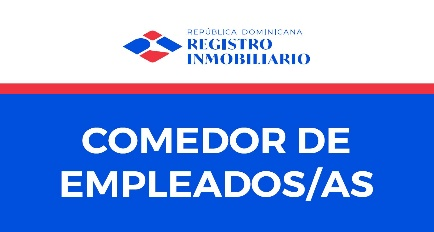 REPÚBLICA DOMINICANA
REGISTRO
INMOBILIARIO
COMEDOR DE
EMPLEADOS/AS